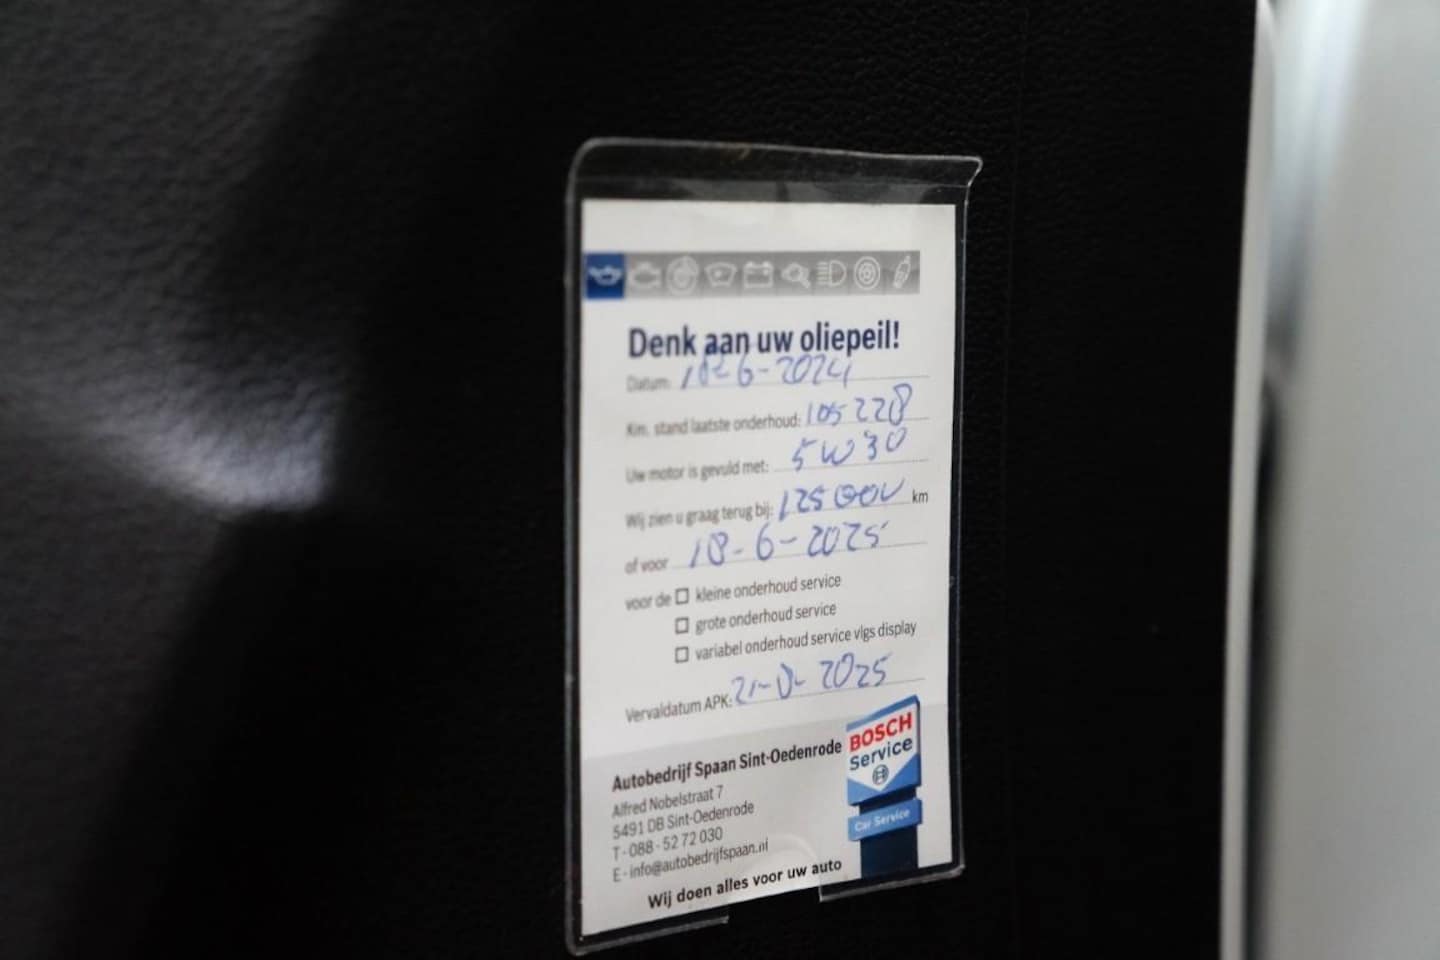 Denk aan uw oliepeil!
Datum: 18-6-2024
Km. stand laatste onderhoud: 105228
Uw motor is gevuld met: 5W30
Wij zien u graag terug bij: 125000 km
of voor 18-6-2025
voor de ☐ kleine onderhoud service
☐ grote onderhoud service
☐ variabel onderhoud service vlgs display
Vervaldatum APK: 2025
BOSCH
Service
Car Service
Autobedrijf Spaan Sint-Oedenrode
Alfred Nobelstraat 7
5491 DB Sint-Oedenrode
T - 088 - 52 72 030
E - info@autobedrijfspaan.nl
Wij doen alles voor uw auto